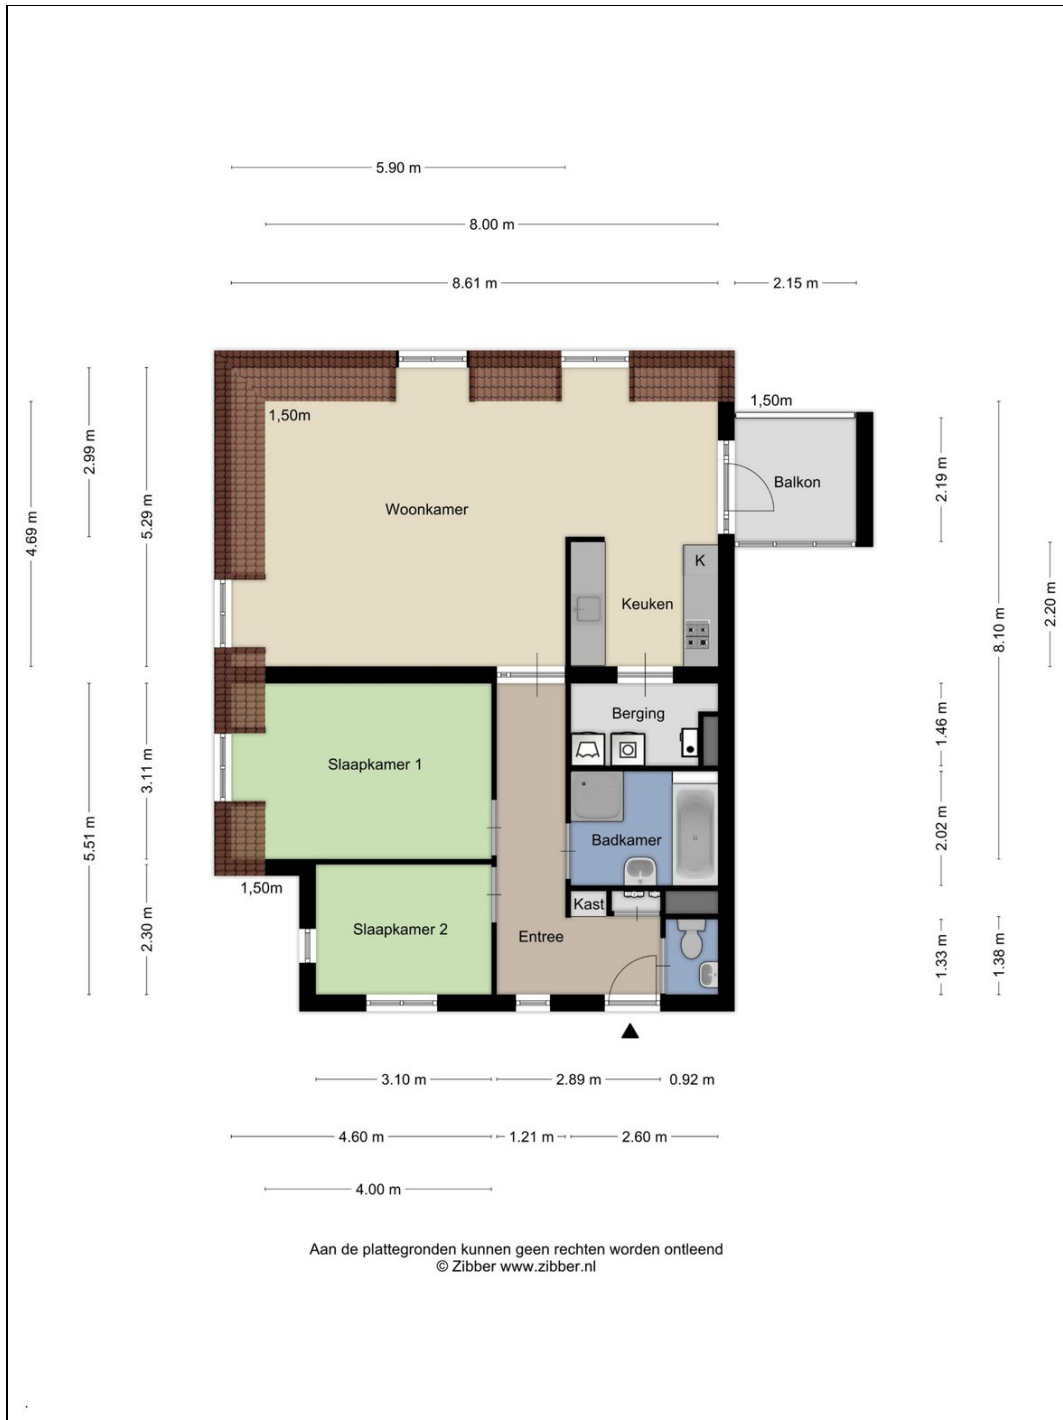 5.90 m
8.00 m
8.61 m
2.15 m
1,50m
1,50m
2.99 m
5.29 m
4.69 m
2.19 m
Woonkamer
Balkon
K
Keuken
2.20 m
8.10 m
Berging
1.46 m
Slaapkamer 1
3.11 m
5.51 m
Badkamer
2.02 m
1,50m
Kast
Slaapkamer 2
Entree
2.30 m
1.33 m
1.38 m
3.10 m
2.89 m
0.92 m
4.60 m
1.21 m
2.60 m
4.00 m
Aan de plattegronden kunnen geen rechten worden ontleend
© Zibber www.zibber.nl